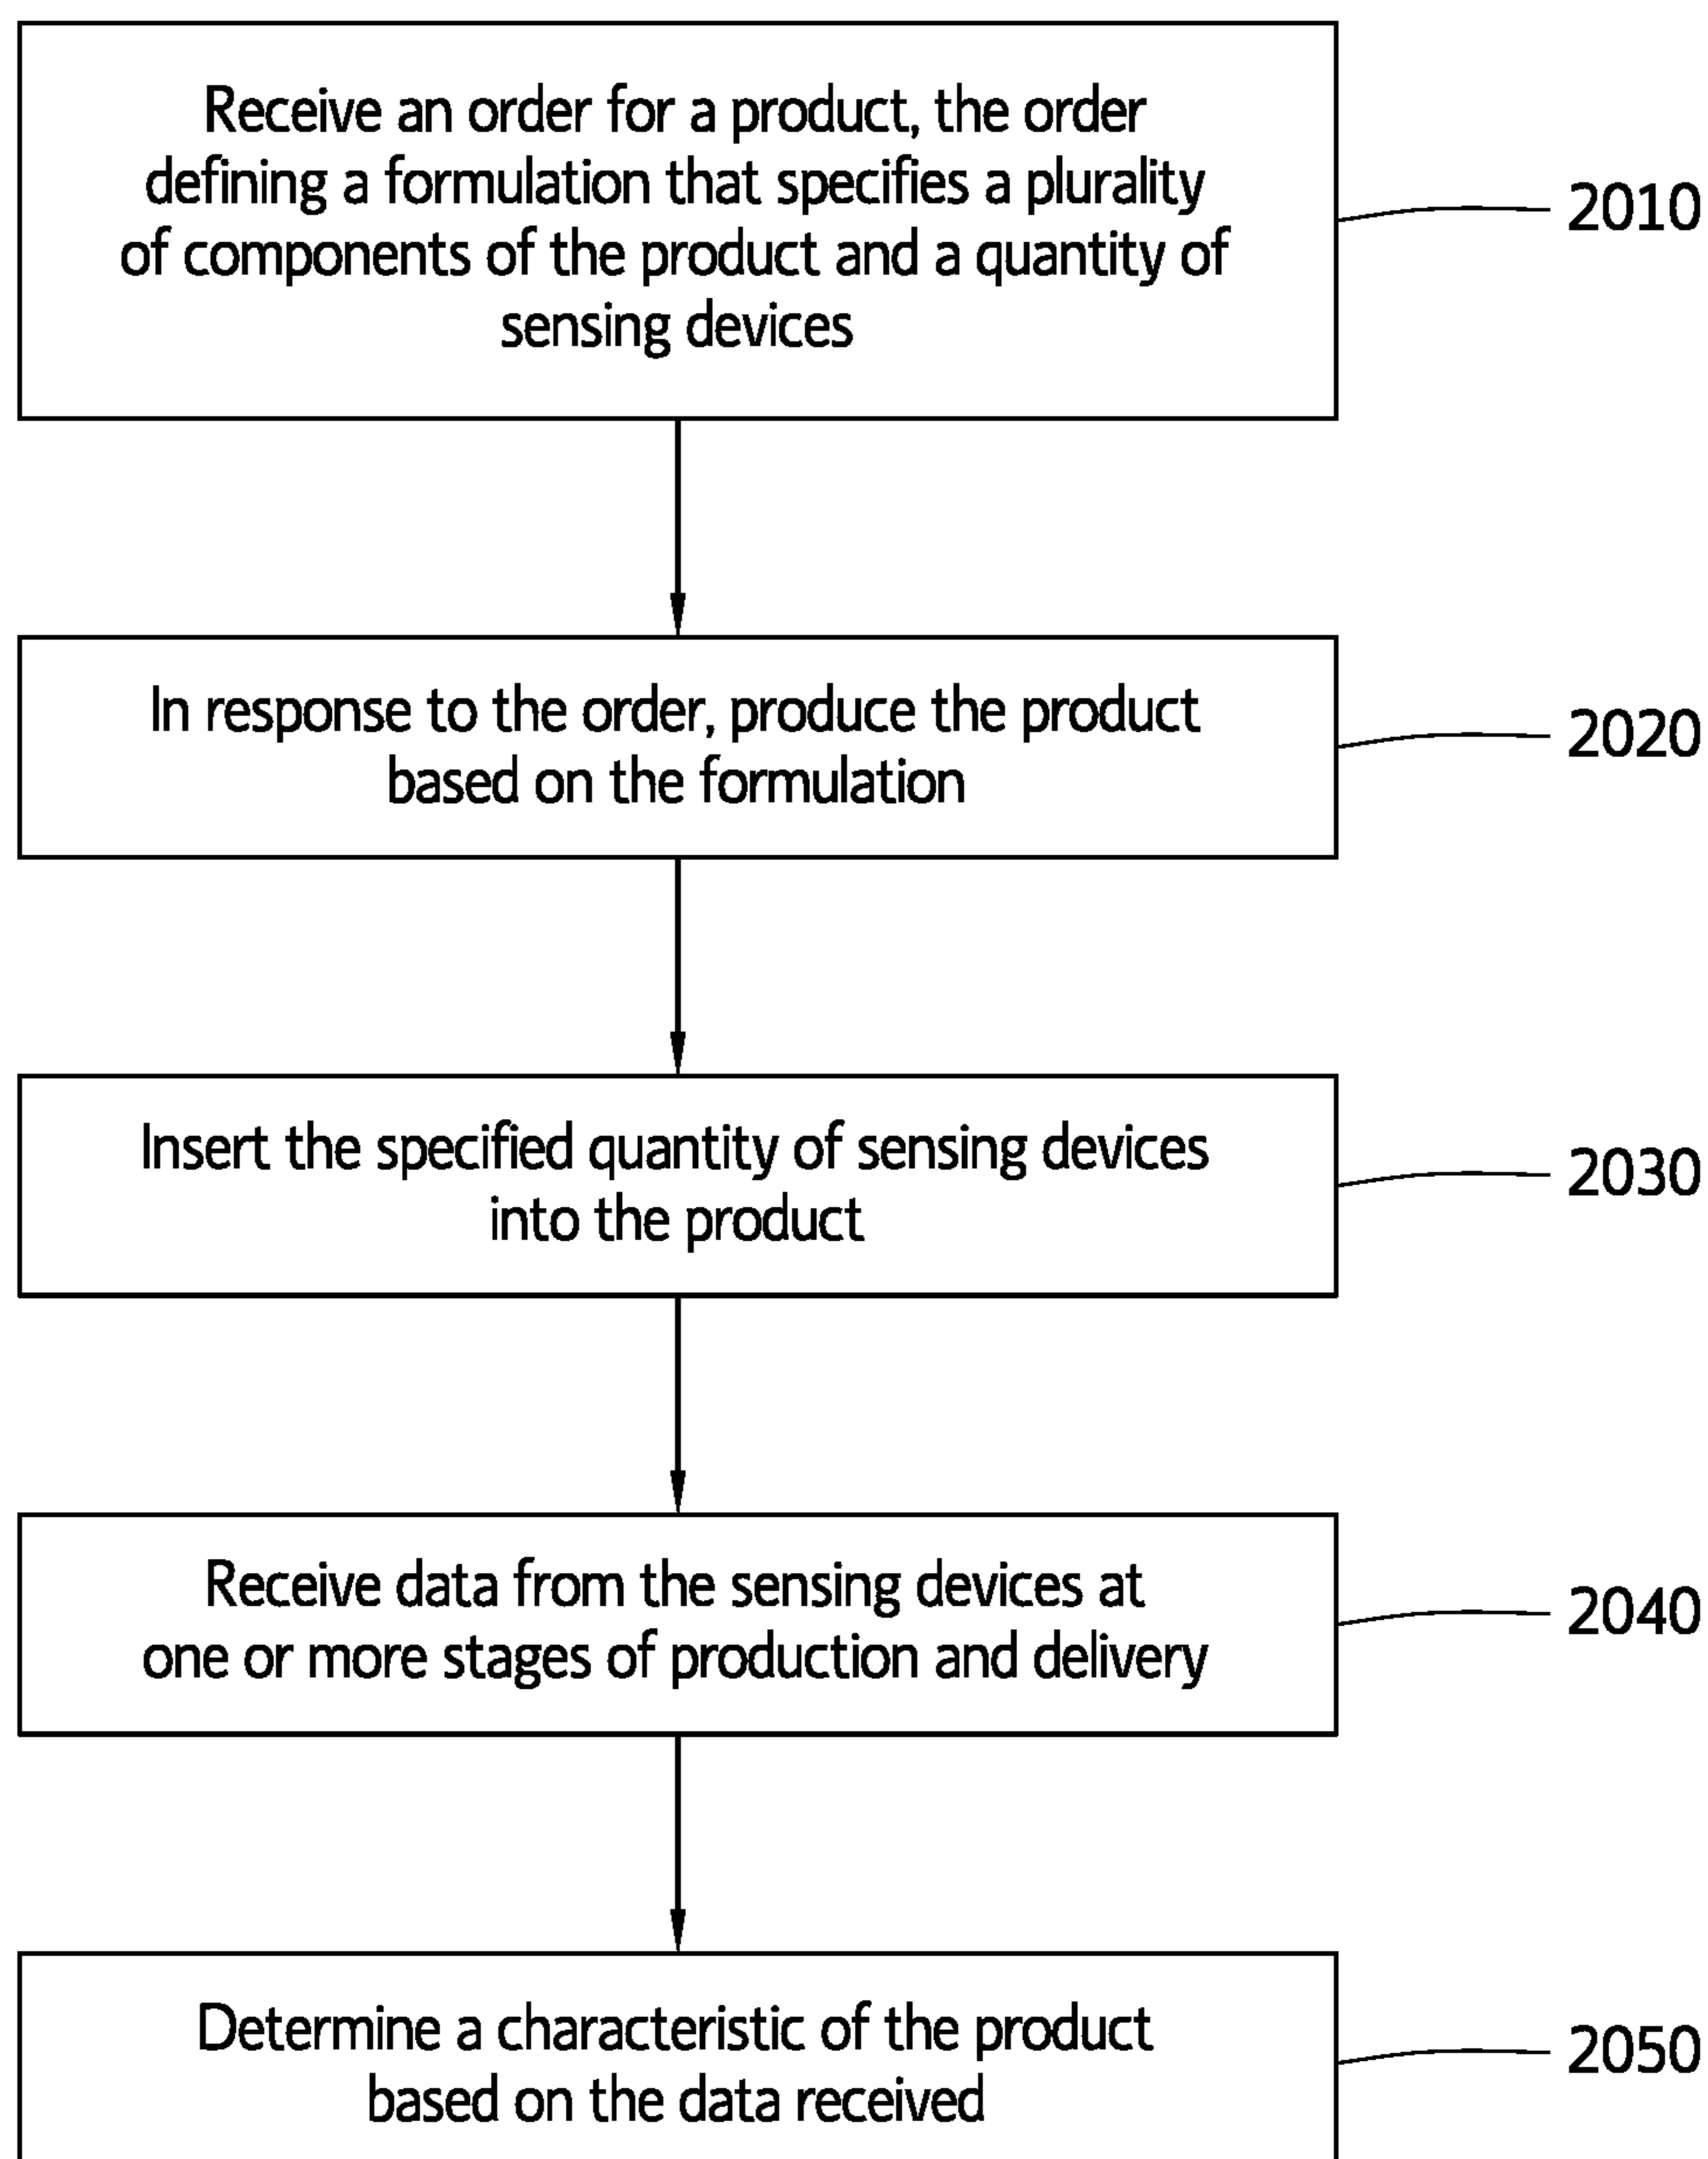 Receive an order for a product, the order
defining a formulation that specifies a plurality
of components of the product and a quantity of
sensing devices
2010
In response to the order, produce the product
based on the formulation
2020
Insert the specified quantity of sensing devices
into the product
2030
Receive data from the sensing devices at
one or more stages of production and delivery
2040
Determine a characteristic of the product
based on the data received
2050